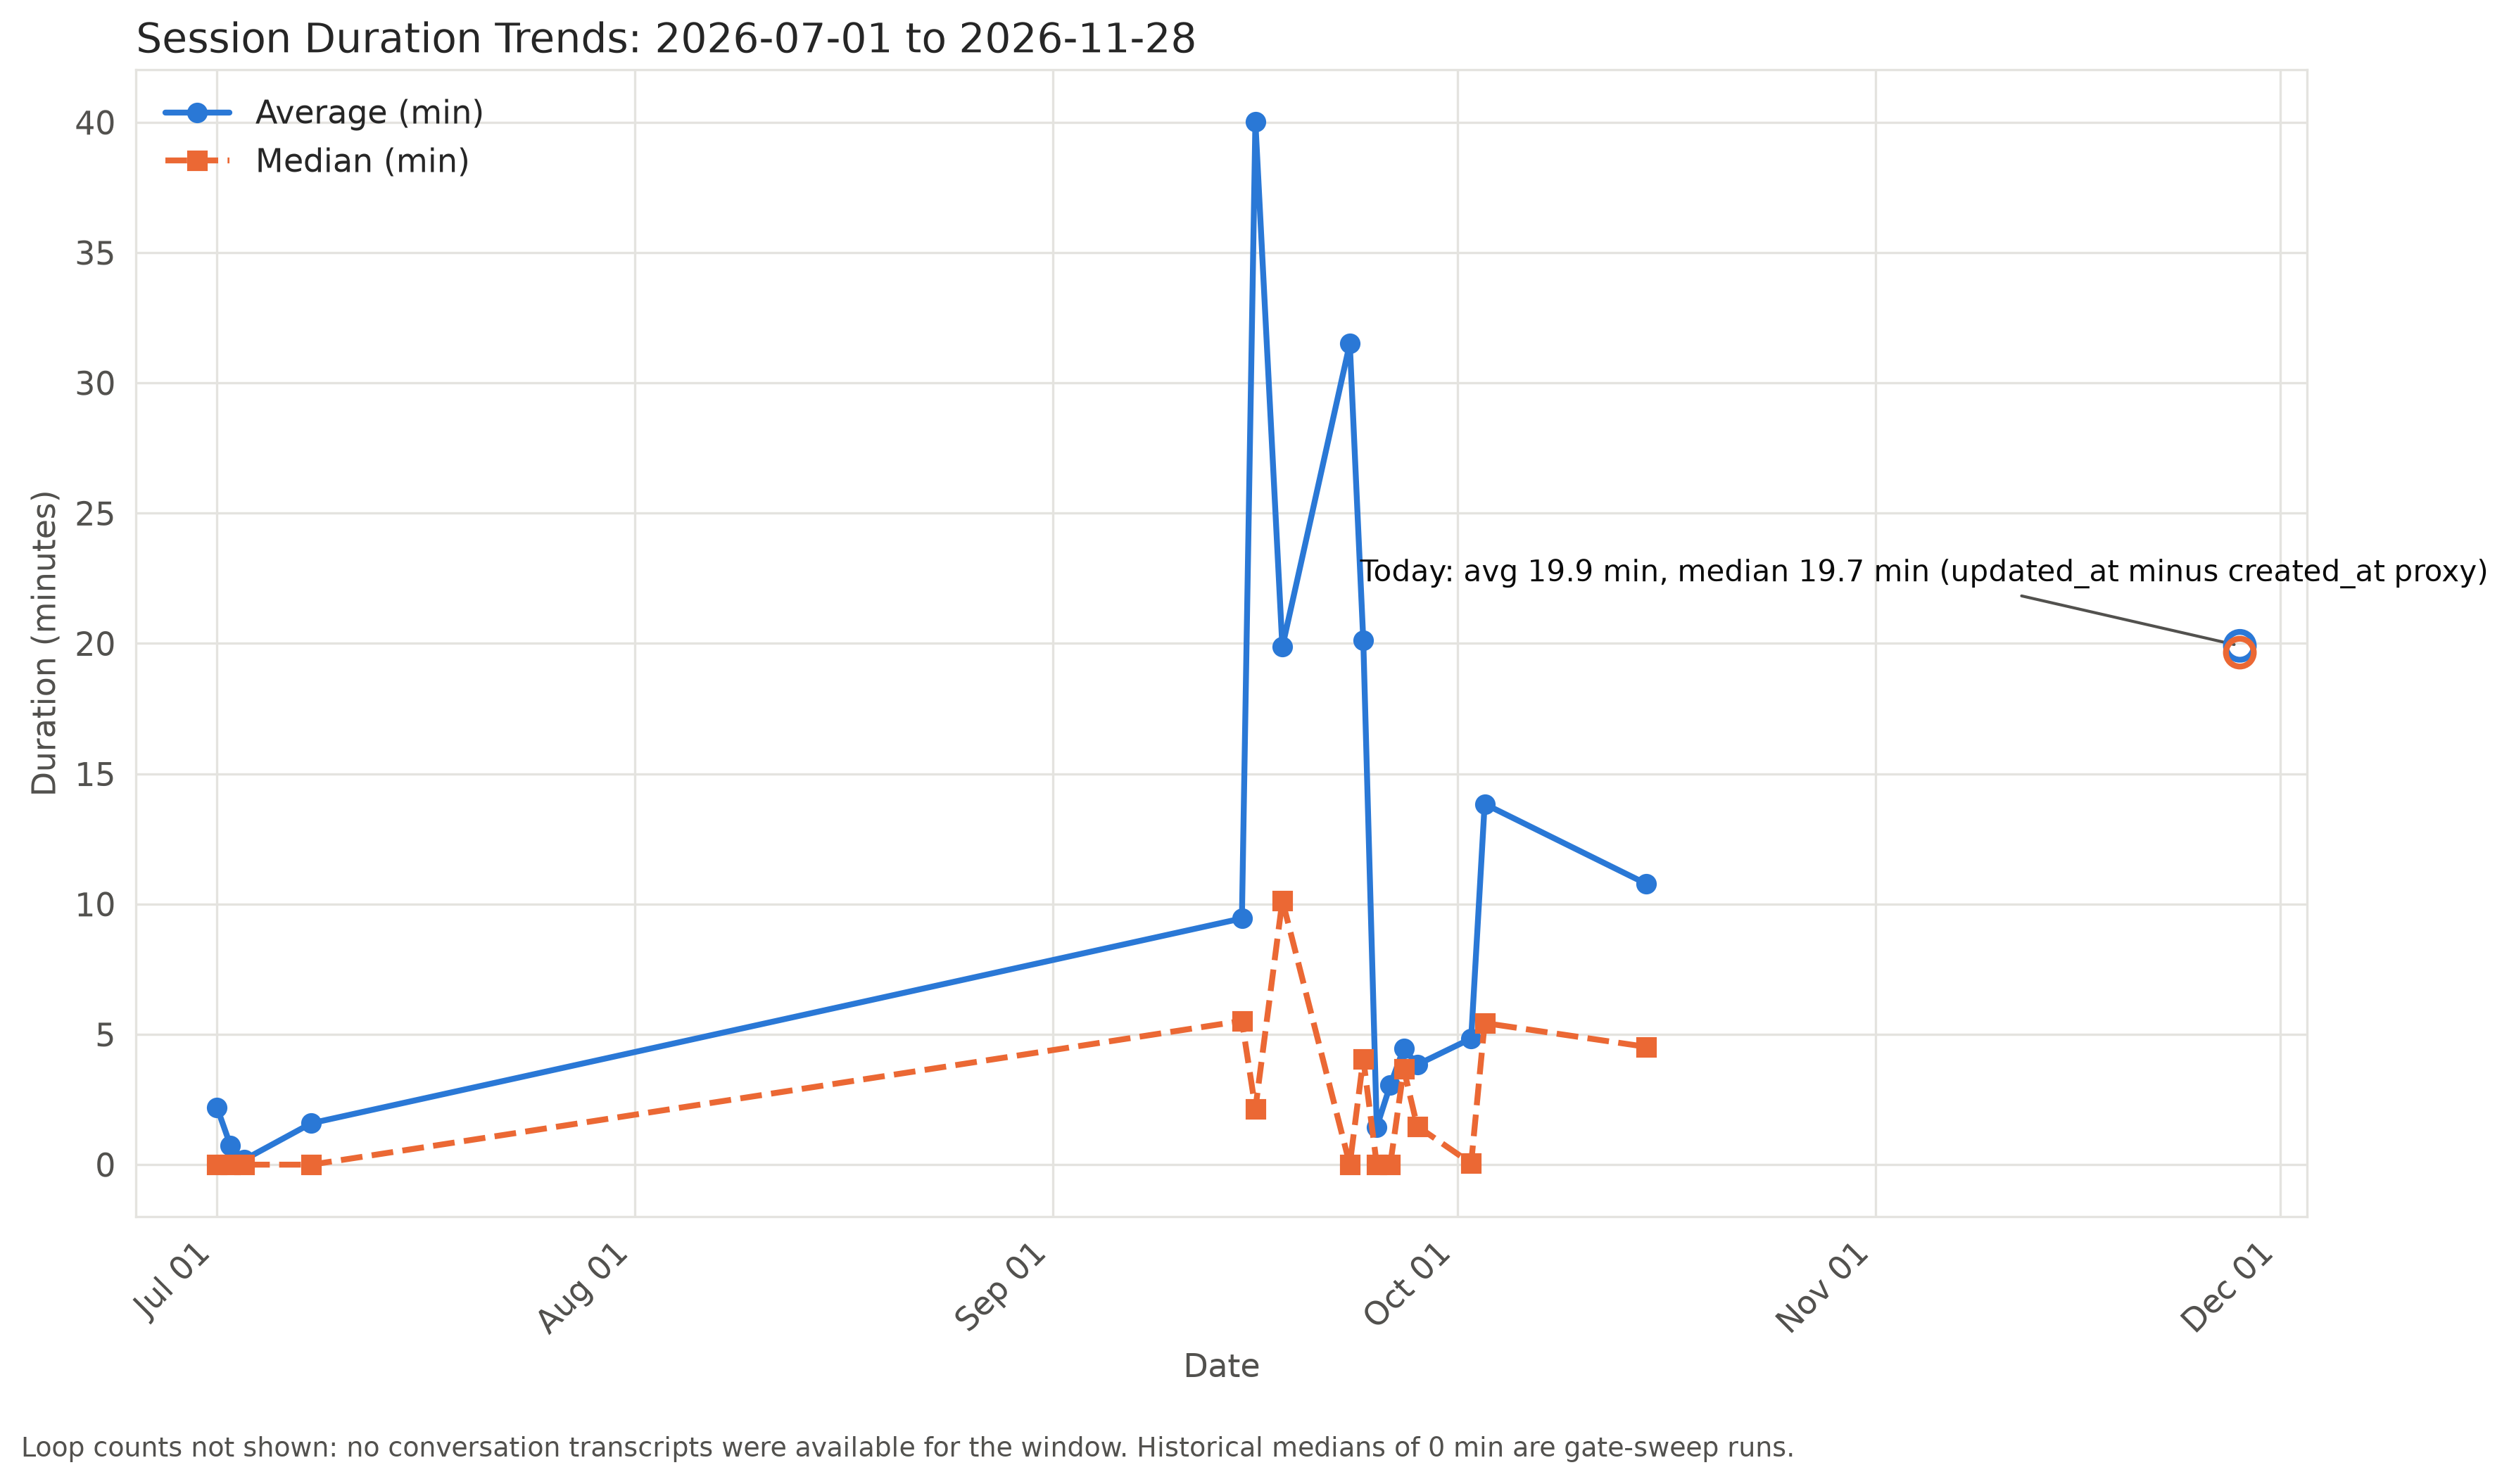 Session Duration Trends: 2026-07-01 to 2026-11-28
Average (min)
Median (min)
40
35
30
25
20
15
10
5
0
Duration (minutes)
Today: avg 19.9 min, median 19.7 min (updated_at minus created_at proxy)
Jul 01
Aug 01
Sep 01
Oct 01
Nov 01
Dec 01
Date
Loop counts not shown: no conversation transcripts were available for the window. Historical medians of 0 min are gate-sweep runs.